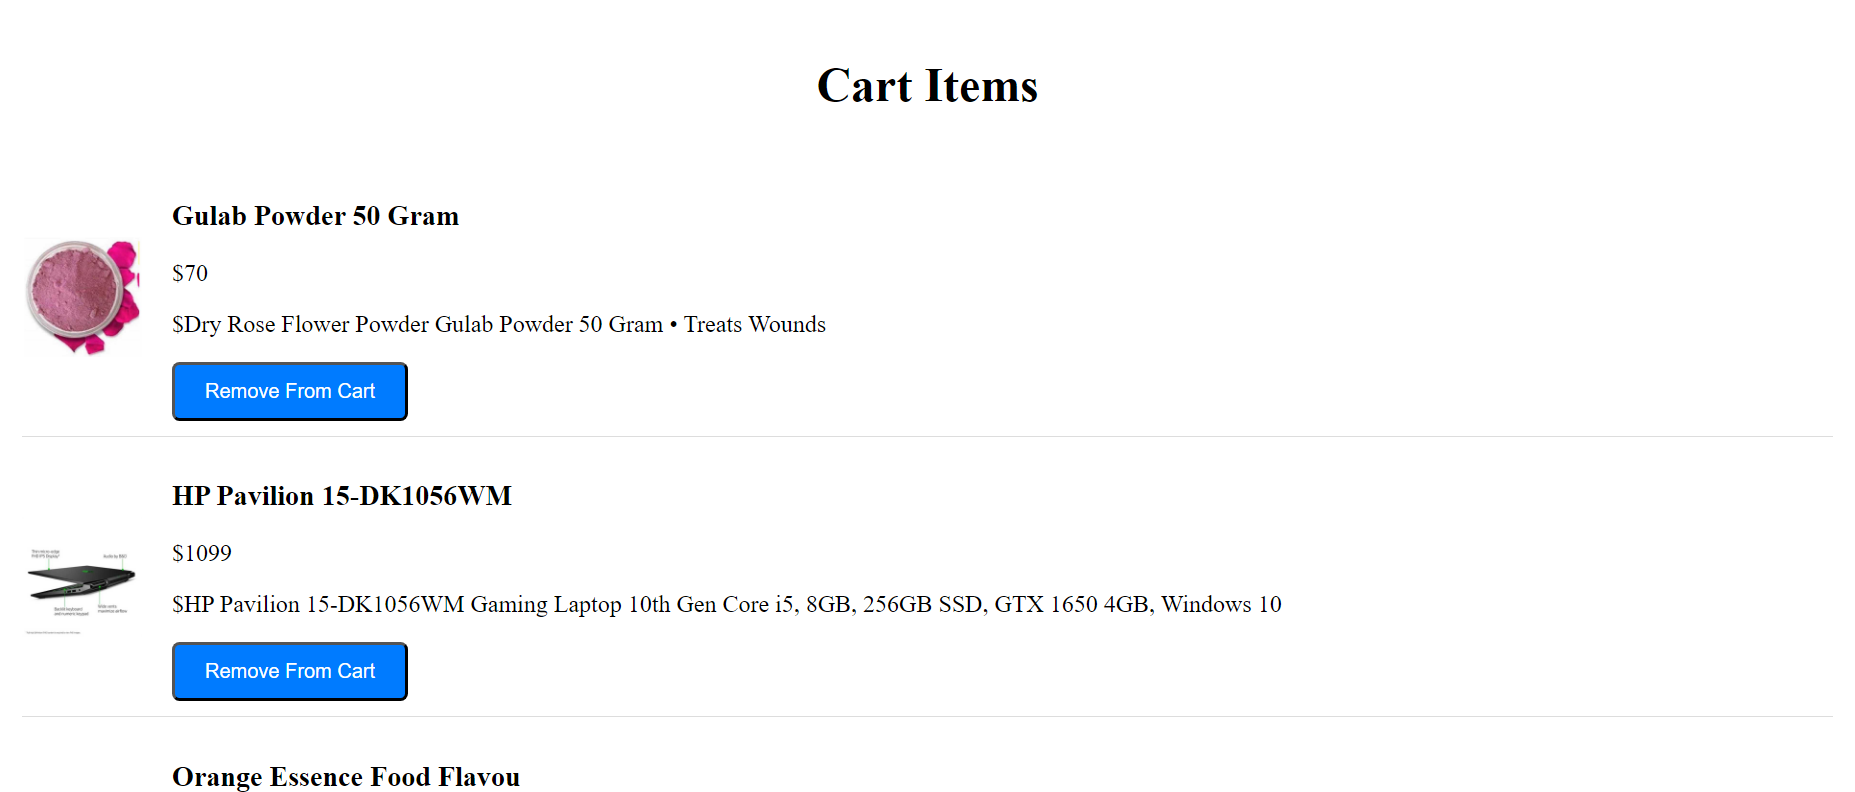 Cart Items
Gulab Powder 50 Gram
$70
$Dry Rose Flower Powder Gulab Powder 50 Gram • Treats Wounds
Remove From Cart
HP Pavilion 15-DK1056WM
$1099
$HP Pavilion 15-DK1056WM Gaming Laptop 10th Gen Core i5, 8GB, 256GB SSD, GTX 1650 4GB, Windows 10
Remove From Cart
Orange Essence Food Flavou